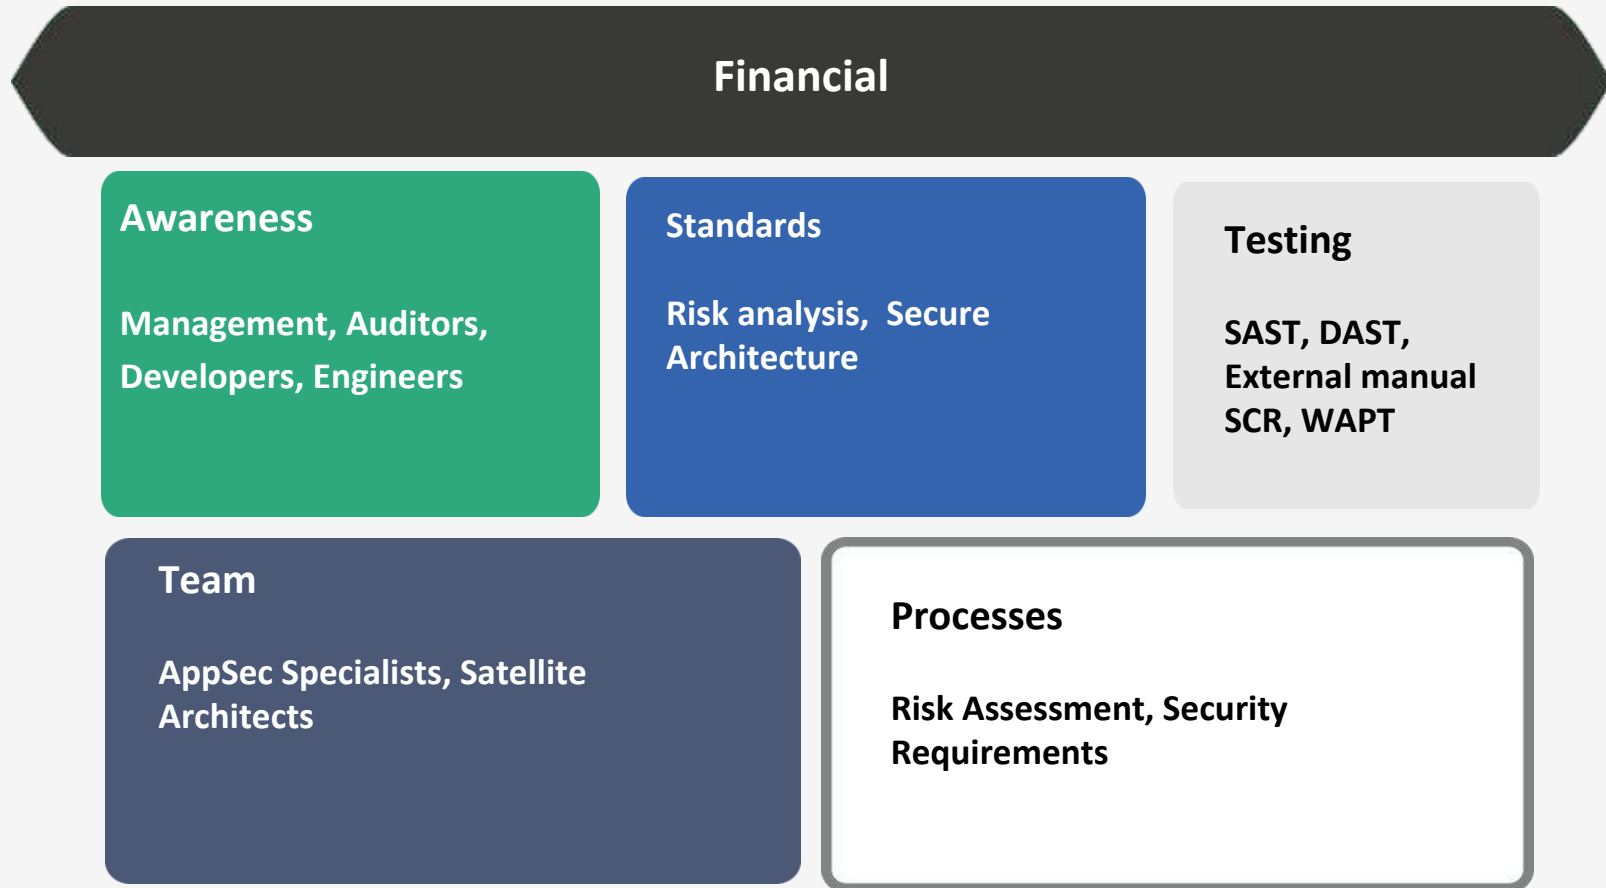 Financial
Awareness
Management, Auditors,
Developers, Engineers
Standards
Risk analysis,  Secure
Architecture
Testing
SAST, DAST,
External manual
SCR, WAPT
Team
AppSec Specialists, Satellite
Architects
Processes
Risk Assessment, Security
Requirements